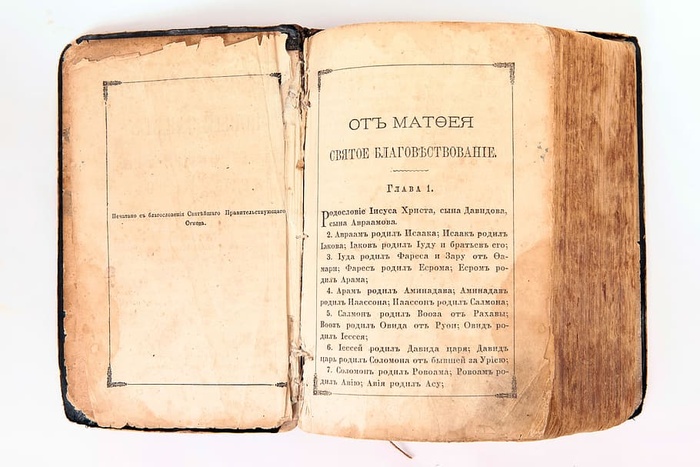 Печатано съ благословенія Святѣйшаго Правительствующаго
Сѵнода.
ОТЪ МАТѲЕЯ
СВЯТОЕ БЛАГОВѢСТВОВАНІЕ.
Глава 1.
Родословіе Іисуса Христа, сына Давидова,
сына Авраамова.
2. Авраамъ родилъ Исаака; Исаакъ родилъ
Іакова; Іаковъ родилъ Іуду и братьевъ его;
3. Іуда родилъ Фареса и Зару отъ Ѳа-
мари; Фаресъ родилъ Есрома; Есромъ ро-
дилъ Арама;
4. Арамъ родилъ Аминадава; Аминадавъ
родилъ Наассона; Наассонъ родилъ Салмона;
5. Салмонъ родилъ Вооза отъ Рахавы;
Воозъ родилъ Овида отъ Руѳи; Овидъ ро-
дилъ Іессея;
6. Іессей родилъ Давида царя; Давидъ
царь родилъ Соломона отъ бывшей за Уріею;
7. Соломонъ родилъ Ровоама; Ровоамъ ро-
дилъ Авію; Авія родилъ Асу;